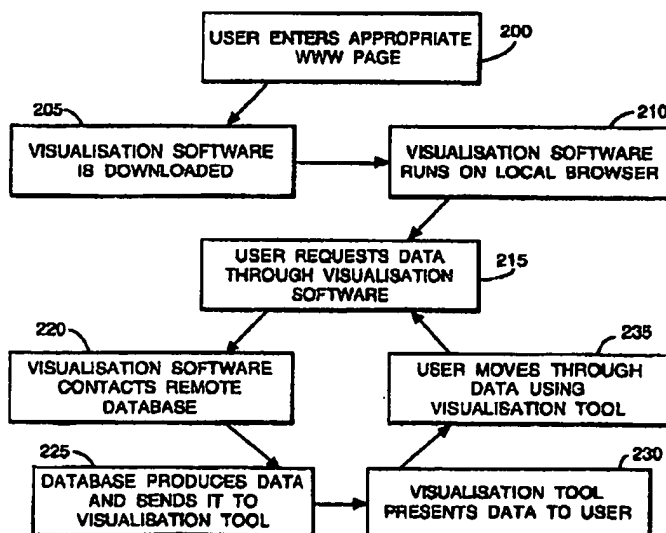 USER ENTERS APPROPRIATE
WWW PAGE
200
205
VISUALISATION SOFTWARE
IS DOWNLOADED
210
VISUALISATION SOFTWARE
RUNS ON LOCAL BROWSER
USER REQUESTS DATA
THROUGH VISUALISATION
SOFTWARE
215
220
VISUALISATION SOFTWARE
CONTACTS REMOTE
DATABASE
235
USER MOVES THROUGH
DATA USING
VISUALISATION TOOL
225
DATABASE PRODUCES DATA
AND SENDS IT TO
VISUALISATION TOOL
230
VISUALISATION TOOL
PRESENTS DATA TO USER